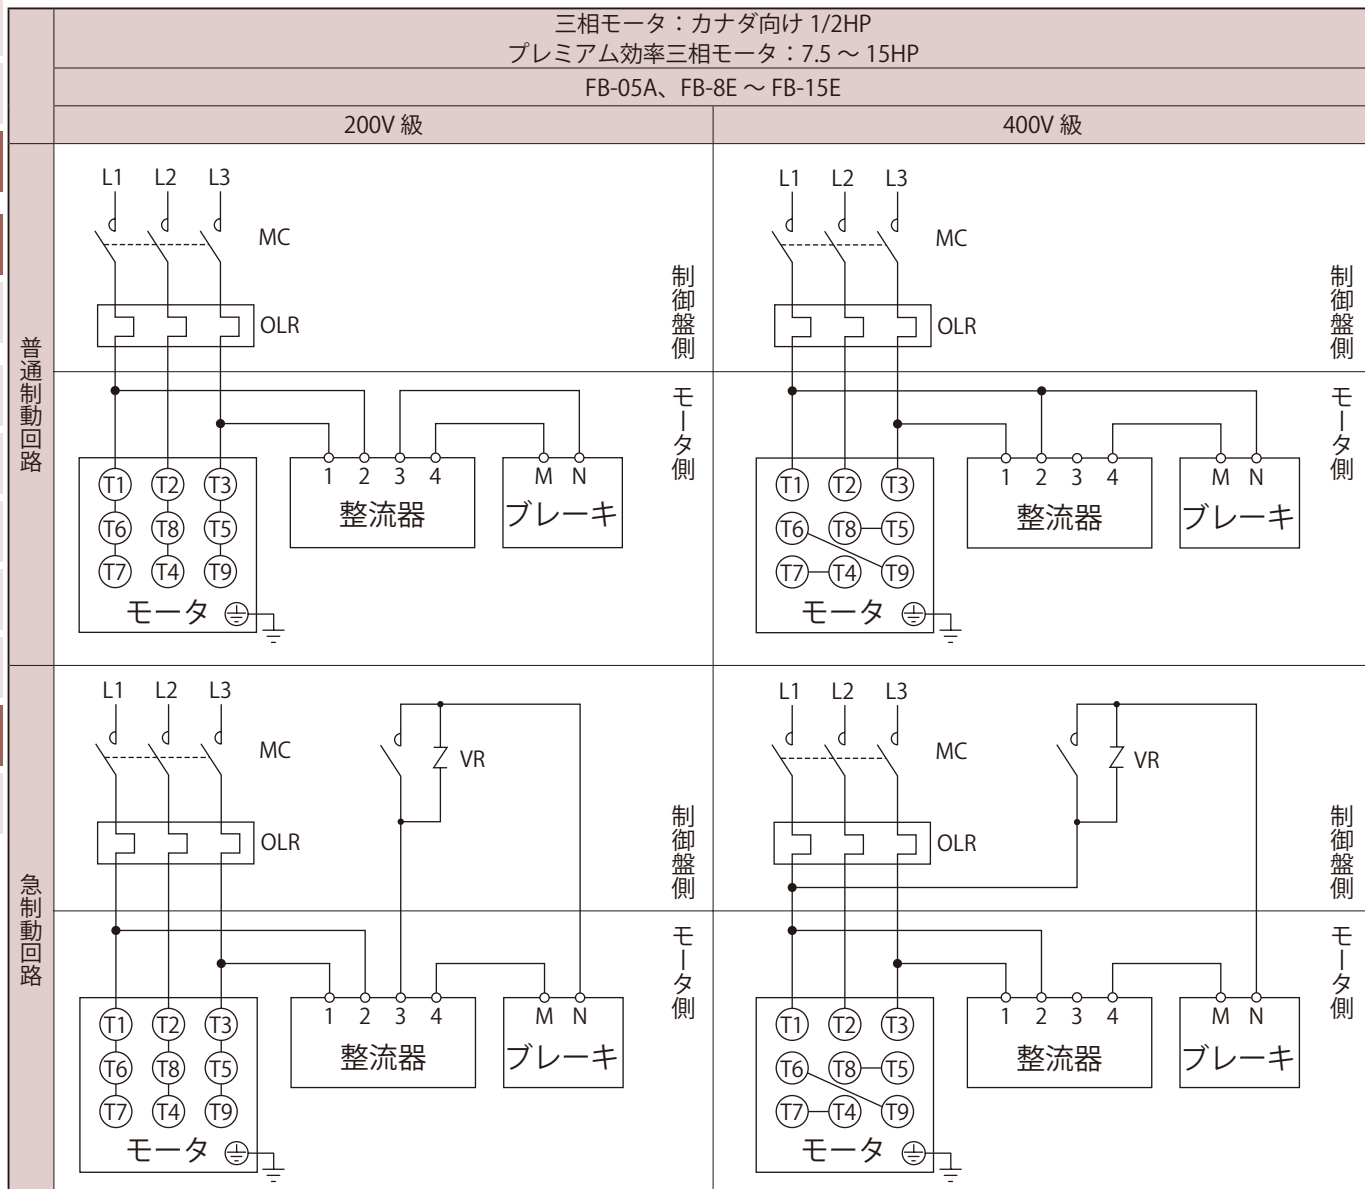 三相モータ：カナダ向け 1/2HP
プレミアム効率三相モータ：7.5 ～ 15HP
FB-05A、FB-8E ～ FB-15E
200V 級
400V 級
普通制動回路
L1 L2 L3
MC
OLR
制御盤側
モータ側
T1 T2 T3
T6 T8 T5
T7 T4 T9
モータ
1 2 3 4
整流器
M N
ブレーキ
L1 L2 L3
MC
OLR
制御盤側
モータ側
T1 T2 T3
T6 T8 T5
T7 T4 T9
モータ
1 2 3 4
整流器
M N
ブレーキ
急制動回路
L1 L2 L3
MC
VR
OLR
制御盤側
モータ側
T1 T2 T3
T6 T8 T5
T7 T4 T9
モータ
1 2 3 4
整流器
M N
ブレーキ
L1 L2 L3
MC
VR
OLR
制御盤側
モータ側
T1 T2 T3
T6 T8 T5
T7 T4 T9
モータ
1 2 3 4
整流器
M N
ブレーキ